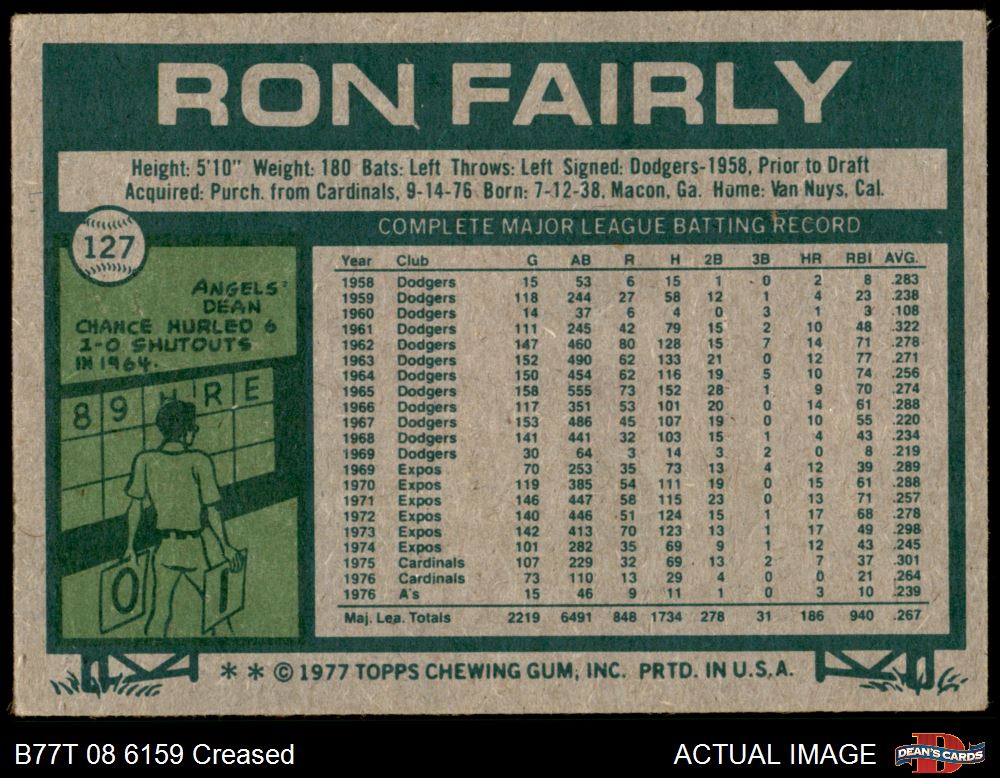 RON FAIRLY
Height: 5'10" Weight: 180 Bats: Left Throws: Left Signed: Dodgers-1958, Prior to Draft
Acquired: Purch. from Cardinals, 9-14-76 Born: 7-12-38, Macon, Ga. Home: Van Nuys, Cal.
127
ANGELS'
DEAN
CHANCE HURLED 6
1-0 SHUTOUTS
IN 1964.
8 9 H R E
0 1
COMPLETE MAJOR LEAGUE BATTING RECORD
Year Club G AB R H 2B 3B HR RBI AVG.
1958 Dodgers 15 53 6 15 1 0 2 8 .283
1959 Dodgers 118 244 27 58 12 1 4 23 .238
1960 Dodgers 14 37 6 4 0 3 1 3 .108
1961 Dodgers 111 245 42 79 15 2 10 48 .322
1962 Dodgers 147 460 80 128 15 7 14 71 .278
1963 Dodgers 152 490 62 133 21 0 12 77 .271
1964 Dodgers 150 454 62 116 19 5 10 74 .256
1965 Dodgers 158 555 73 152 28 1 9 70 .274
1966 Dodgers 117 351 53 101 20 0 14 61 .288
1967 Dodgers 153 486 45 107 19 0 10 55 .220
1968 Dodgers 141 441 32 103 15 1 4 43 .234
1969 Dodgers 30 64 3 14 3 2 0 8 .219
1969 Expos 70 253 35 73 13 4 12 39 .289
1970 Expos 119 385 54 111 19 0 15 61 .288
1971 Expos 146 447 58 115 23 0 13 71 .257
1972 Expos 140 446 51 124 15 1 17 68 .278
1973 Expos 142 413 70 123 13 1 17 49 .298
1974 Expos 101 282 35 69 9 1 12 43 .245
1975 Cardinals 107 229 32 69 13 2 7 37 .301
1976 Cardinals 73 110 13 29 4 0 0 21 .264
1976 A's 15 46 9 11 1 0 3 10 .239
Maj. Lea. Totals 2219 6491 848 1734 278 31 186 940 .267
* * © 1977 TOPPS CHEWING GUM, INC. PRTD. IN U.S.A.
B77T 08 6159 Creased
ACTUAL IMAGE
DEAN'S CARDS